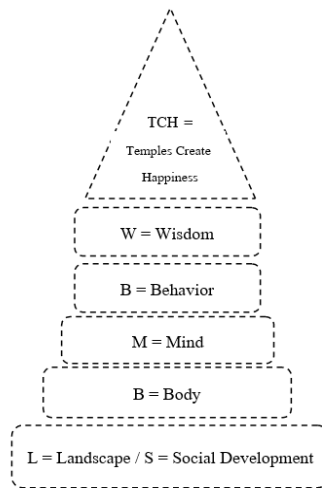 TCH =
Temples Create
Happiness
W = Wisdom
B = Behavior
M = Mind
B = Body
L = Landscape / S = Social Development